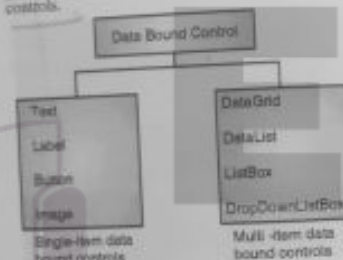 controls.
Data Bound Control
Text
Label
Button
Image
Single-item data
bound controls
DataGrid
DataList
ListBox
DropDownListBox
Multi -item data
bound controls